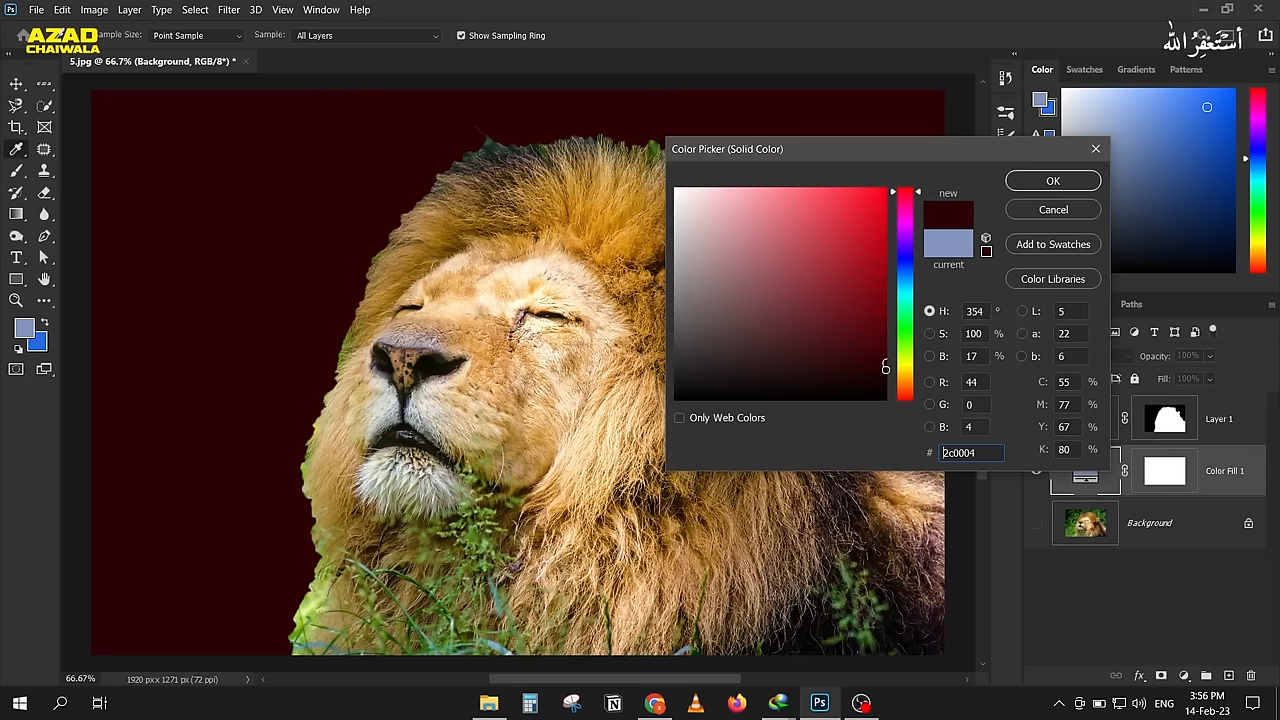 Ps File Edit Image Layer Type Select Filter 3D View Window Help
AZAD
CHAIWALA
Sample Size: Point Sample Sample: All Layers Show Sampling Ring
أستغفر الله
5.jpg @ 66.7% (Background, RGB/8*) *
Color Swatches Gradients Patterns
Color Picker (Solid Color)
new
current
OK
Cancel
Add to Swatches
Color Libraries
H: 354 °
S: 100 %
B: 17 %
R: 44
G: 0
B: 4
# 2c0004
L: 5
a: 22
b: 6
C: 55 %
M: 77 %
Y: 67 %
K: 80 %
Only Web Colors
Paths
Opacity: 100%
Fill: 100%
Layer 1
Color Fill 1
Background
66.67% 1920 px x 1271 px (72 ppi)
ENG
3:56 PM
14-Feb-23